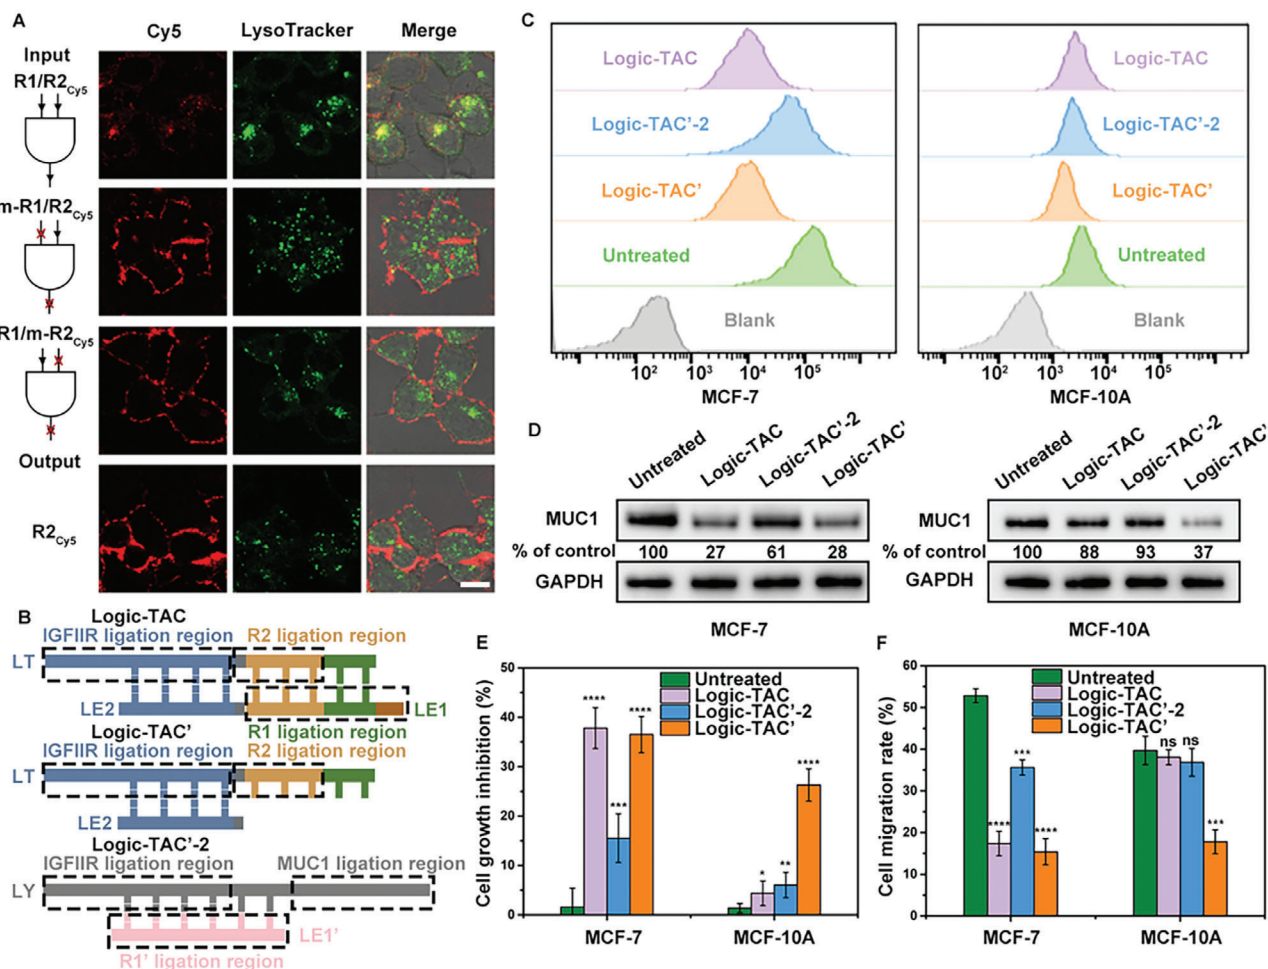 A
Cy5
LysoTracker
Merge
Input
R1/R2Cy5
m-R1/R2Cy5
R1/m-R2Cy5
Output
R2Cy5
B
Logic-TAC
IGFIIR ligation region
R2 ligation region
LT
LE2
LE1
Logic-TAC'
R1 ligation region
IGFIIR ligation region
R2 ligation region
LT
LE2
Logic-TAC'-2
IGFIIR ligation region
MUC1 ligation region
LY
LE1'
R1' ligation region
C
Logic-TAC
Logic-TAC'-2
Logic-TAC'
Untreated
Blank
10² 10³ 10⁴ 10⁵
MCF-7
Logic-TAC
Logic-TAC'-2
Logic-TAC'
Untreated
Blank
10² 10³ 10⁴ 10⁵
MCF-10A
D
Untreated
Logic-TAC
Logic-TAC'-2
Logic-TAC'
MUC1
% of control 100 27 61 28
GAPDH
MCF-7
Untreated
Logic-TAC
Logic-TAC'-2
Logic-TAC'
MUC1
% of control 100 88 93 37
GAPDH
MCF-10A
E
Cell growth inhibition (%)
50
40
30
20
10
0
Untreated
Logic-TAC
Logic-TAC'-2
Logic-TAC'
****
***
****
*
**
****
MCF-7
MCF-10A
F
Cell migration rate (%)
60
50
40
30
20
10
0
Untreated
Logic-TAC
Logic-TAC'-2
Logic-TAC'
****
***
****
ns
ns
***
MCF-7
MCF-10A